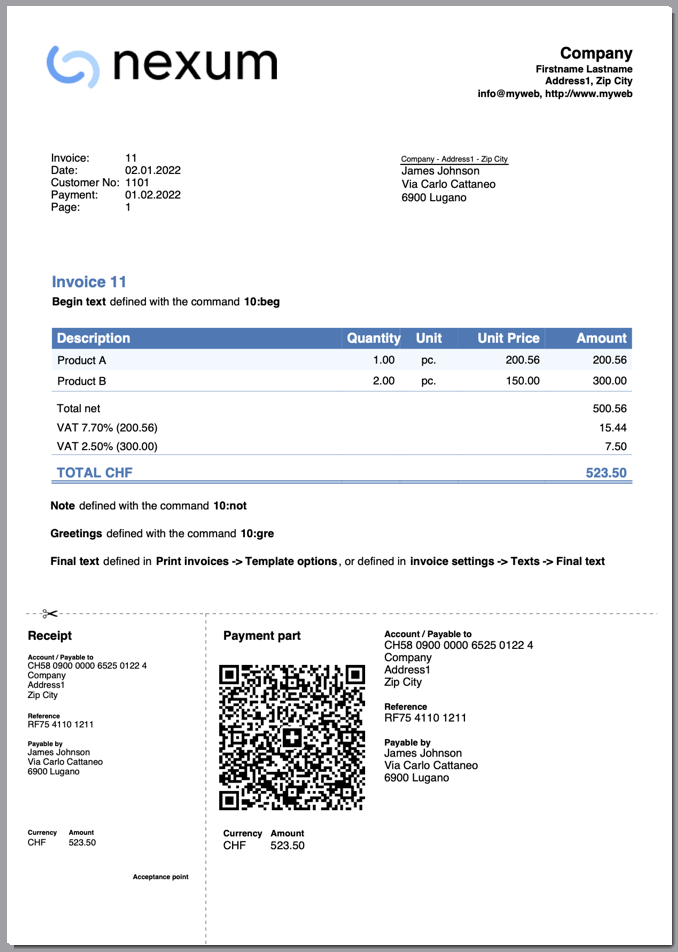 nexum
Company
Firstname Lastname
Address1, Zip City
info@myweb, http://www.myweb
Invoice: 11
Date: 02.01.2022
Customer No: 1101
Payment: 01.02.2022
Page: 1
Company - Address1 - Zip City
James Johnson
Via Carlo Cattaneo
6900 Lugano
Invoice 11
Begin text defined with the command 10:beg
Description Quantity Unit Unit Price Amount
Product A 1.00 pc. 200.56 200.56
Product B 2.00 pc. 150.00 300.00
Total net 500.56
VAT 7.70% (200.56) 15.44
VAT 2.50% (300.00) 7.50
TOTAL CHF 523.50
Note defined with the command 10:not
Greetings defined with the command 10:gre
Final text defined in Print invoices -> Template options, or defined in invoice settings -> Texts -> Final text
Receipt
Account / Payable to
CH58 0900 0000 6525 0122 4
Company
Address1
Zip City
Reference
RF75 4110 1211
Payable by
James Johnson
Via Carlo Cattaneo
6900 Lugano
Currency Amount
CHF 523.50
Acceptance point
Payment part
Currency Amount
CHF 523.50
Account / Payable to
CH58 0900 0000 6525 0122 4
Company
Address1
Zip City
Reference
RF75 4110 1211
Payable by
James Johnson
Via Carlo Cattaneo
6900 Lugano